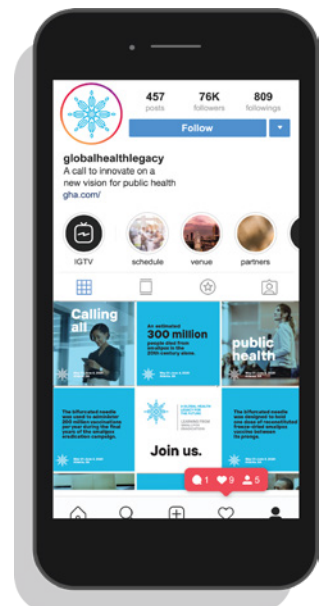 457 76K 809
posts followers followings
Follow
globalhealthlegacy
A call to innovate on a
new vision for public health
gha.com/
IGTV schedule venue partners
Calling
all
An estimated
300 million
people died from
smallpox in the
20th century alone.
public
health
The bifurcated needle
was used to administer
200 million vaccinations
per year during the final
years of the smallpox
eradication campaign.
Join us.
The bifurcated needle
was designed to hold
one dose of reconstituted
freeze-dried smallpox
vaccine between
its prongs.
1 9 5